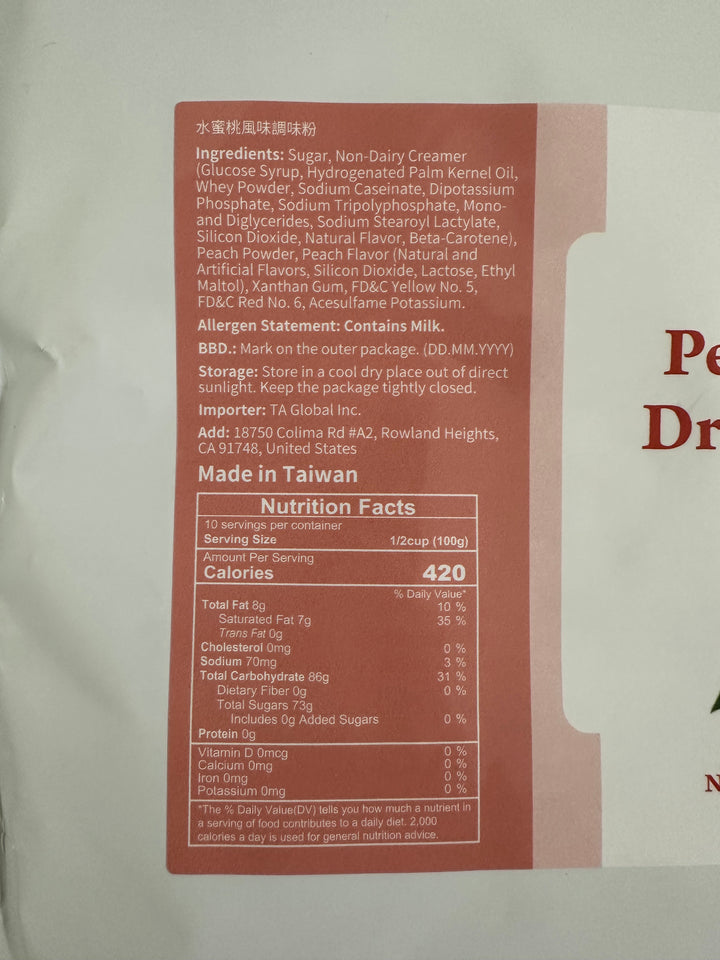 水蜜桃風味調味粉
Ingredients: Sugar, Non-Dairy Creamer
(Glucose Syrup, Hydrogenated Palm Kernel Oil,
Whey Powder, Sodium Caseinate, Dipotassium
Phosphate, Sodium Tripolyphosphate, Mono-
and Diglycerides, Sodium Stearoyl Lactylate,
Silicon Dioxide, Natural Flavor, Beta-Carotene),
Peach Powder, Peach Flavor (Natural and
Artificial Flavors, Silicon Dioxide, Lactose, Ethyl
Maltol), Xanthan Gum, FD&C Yellow No. 5,
FD&C Red No. 6, Acesulfame Potassium.
Allergen Statement: Contains Milk.
BBD.: Mark on the outer package. (DD.MM.YYYY)
Storage: Store in a cool dry place out of direct
sunlight. Keep the package tightly closed.
Importer: TA Global Inc.
Add: 18750 Colima Rd #A2, Rowland Heights,
CA 91748, United States
Made in Taiwan
Nutrition Facts
10 servings per container
Serving Size 1/2cup (100g)
Amount Per Serving
Calories 420
% Daily Value*
Total Fat 8g 10 %
Saturated Fat 7g 35 %
Trans Fat 0g
Cholesterol 0mg 0 %
Sodium 70mg 3 %
Total Carbohydrate 86g 31 %
Dietary Fiber 0g 0 %
Total Sugars 73g
Includes 0g Added Sugars 0 %
Protein 0g
Vitamin D 0mcg 0 %
Calcium 0mg 0 %
Iron 0mg 0 %
Potassium 0mg 0 %
*The % Daily Value(DV) tells you how much a nutrient in
a serving of food contributes to a daily diet. 2,000
calories a day is used for general nutrition advice.
Pe
Dr
N